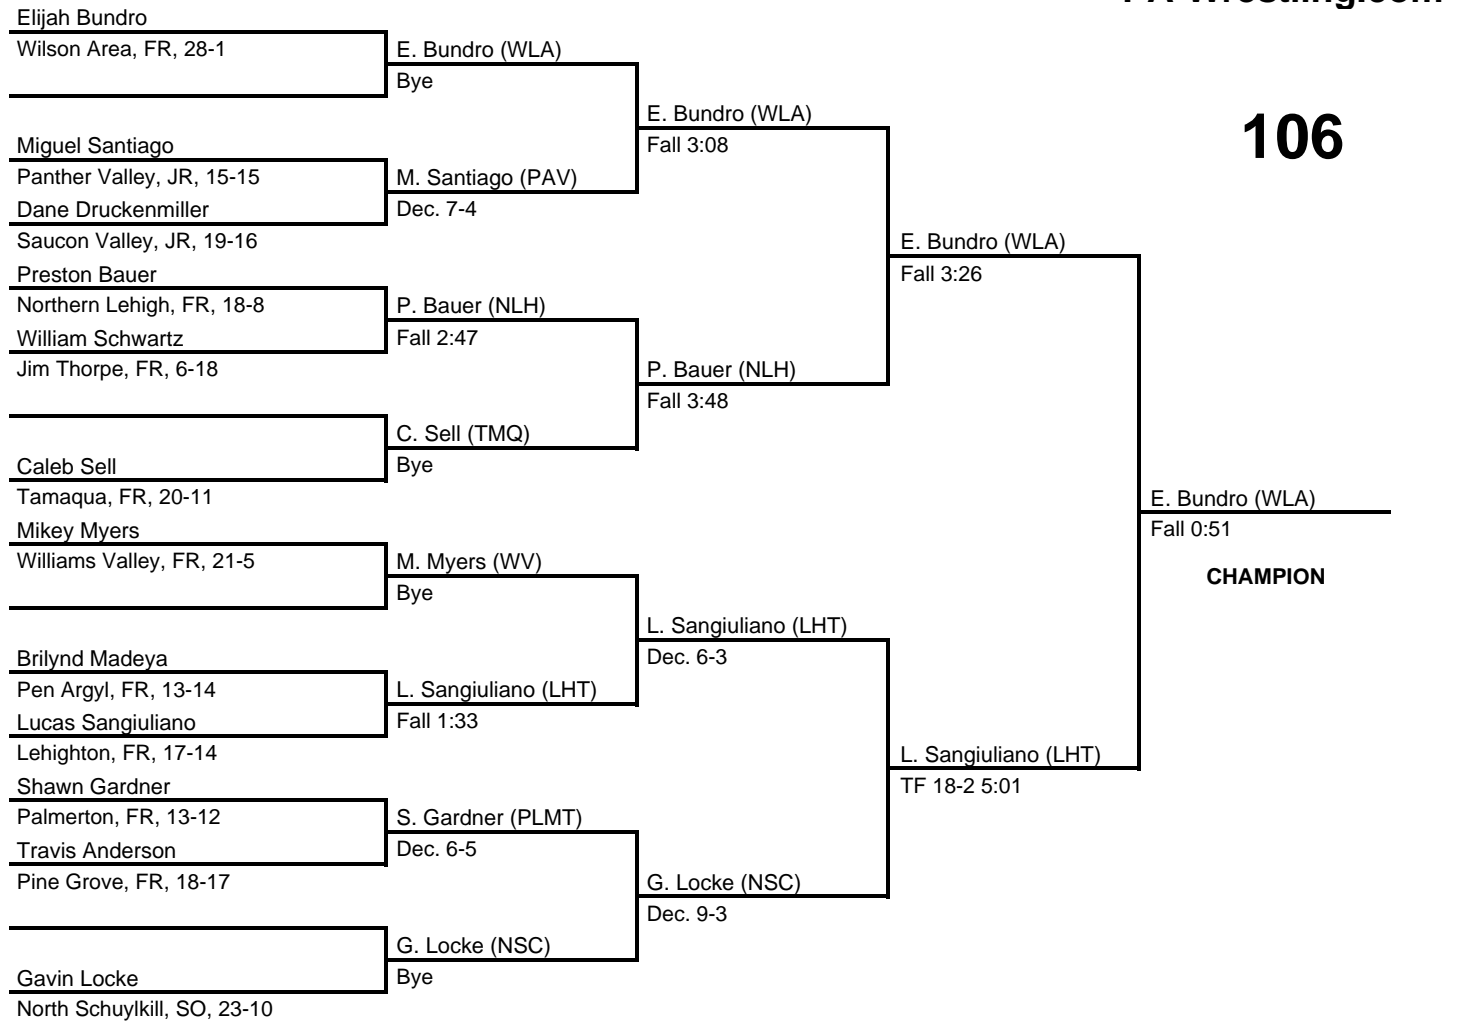 Elijah Bundro
Wilson Area, FR, 28-1
E. Bundro (WLA)
Bye
E. Bundro (WLA)
Fall 3:08
106
Miguel Santiago
Panther Valley, JR, 15-15
M. Santiago (PAV)
Dane Druckenmiller
Dec. 7-4
Saucon Valley, JR, 19-16
E. Bundro (WLA)
Fall 3:26
Preston Bauer
Northern Lehigh, FR, 18-8
P. Bauer (NLH)
William Schwartz
Fall 2:47
Jim Thorpe, FR, 6-18
P. Bauer (NLH)
Fall 3:48
C. Sell (TMQ)
Caleb Sell
Bye
Tamaqua, FR, 20-11
E. Bundro (WLA)
Fall 0:51
CHAMPION
Mikey Myers
Williams Valley, FR, 21-5
M. Myers (WV)
Bye
L. Sangiuliano (LHT)
Dec. 6-3
Brilynd Madeya
Pen Argyl, FR, 13-14
L. Sangiuliano (LHT)
Lucas Sangiuliano
Fall 1:33
Lehighton, FR, 17-14
L. Sangiuliano (LHT)
TF 18-2 5:01
Shawn Gardner
Palmerton, FR, 13-12
S. Gardner (PLMT)
Travis Anderson
Dec. 6-5
Pine Grove, FR, 18-17
G. Locke (NSC)
Dec. 9-3
G. Locke (NSC)
Gavin Locke
Bye
North Schuylkill, SO, 23-10